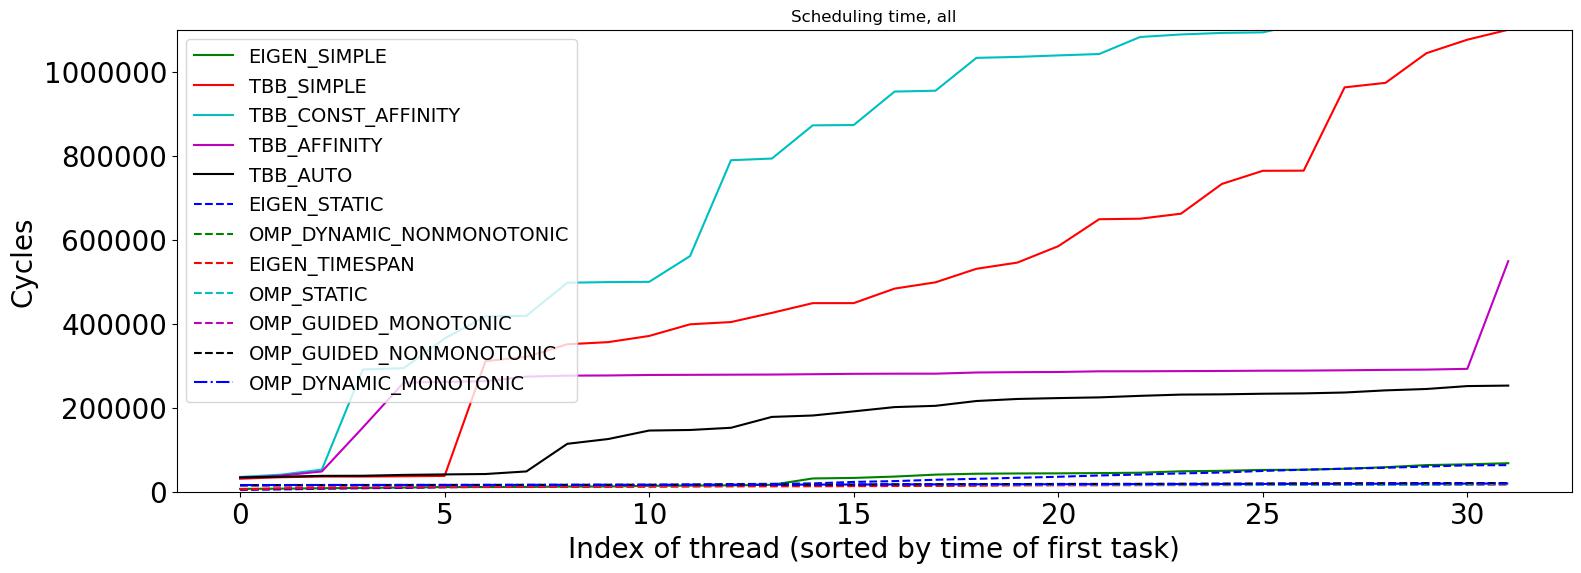 Scheduling time, all
1000000
800000
600000
400000
200000
0
Cycles
EIGEN_SIMPLE
TBB_SIMPLE
TBB_CONST_AFFINITY
TBB_AFFINITY
TBB_AUTO
EIGEN_STATIC
OMP_DYNAMIC_NONMONOTONIC
EIGEN_TIMESPAN
OMP_STATIC
OMP_GUIDED_MONOTONIC
OMP_GUIDED_NONMONOTONIC
OMP_DYNAMIC_MONOTONIC
0 5 10 15 20 25 30
Index of thread (sorted by time of first task)